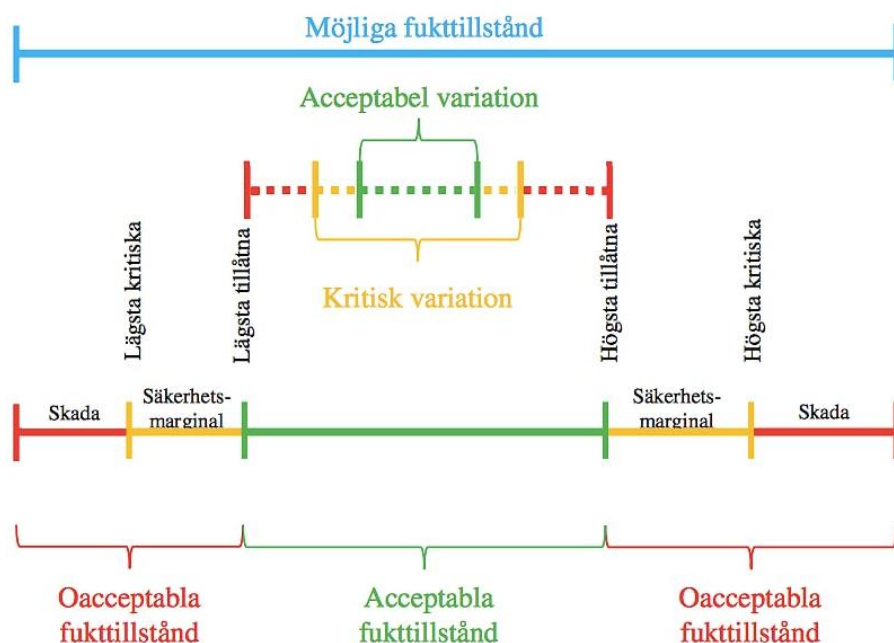 Möjliga fukttillstånd
Acceptabel variation
Lägsta kritiska
Lägsta tillåtna
Kritisk variation
Högsta tillåtna
Högsta kritiska
Skada
Säkerhets-
marginal
Säkerhets-
marginal
Skada
Oacceptabla
fukttillstånd
Acceptabla
fukttillstånd
Oacceptabla
fukttillstånd